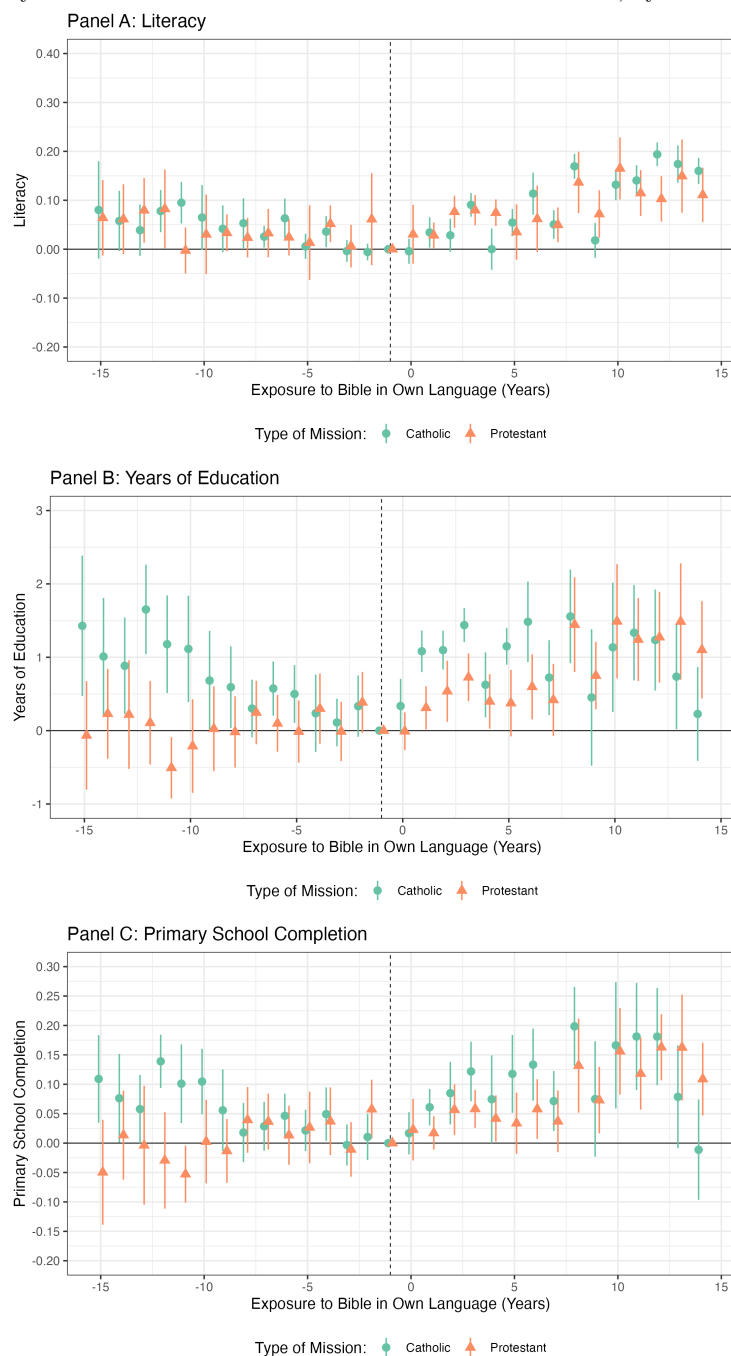 Panel A: Literacy
0.40
0.30
0.20
0.10
0.00
-0.10
-0.20
Literacy
-15 -10 -5 0 5 10 15
Exposure to Bible in Own Language (Years)
Type of Mission: Catholic Protestant
Panel B: Years of Education
3
2
1
0
-1
Years of Education
-15 -10 -5 0 5 10 15
Exposure to Bible in Own Language (Years)
Type of Mission: Catholic Protestant
Panel C: Primary School Completion
0.30
0.25
0.20
0.15
0.10
0.05
0.00
-0.05
-0.10
-0.15
-0.20
Primary School Completion
-15 -10 -5 0 5 10 15
Exposure to Bible in Own Language (Years)
Type of Mission: Catholic Protestant